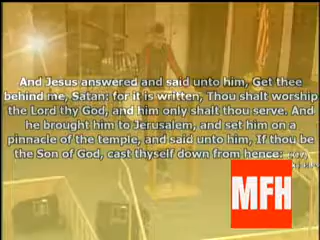 And Jesus answered and said unto him, Get thee
behind me, Satan: for it is written, Thou shalt worship
the Lord thy God, and him only shalt thou serve. And
he brought him to Jerusalem, and set him on a
pinnacle of the temple, and said unto him, If thou be
the Son of God, cast thyself down from hence:
MFH